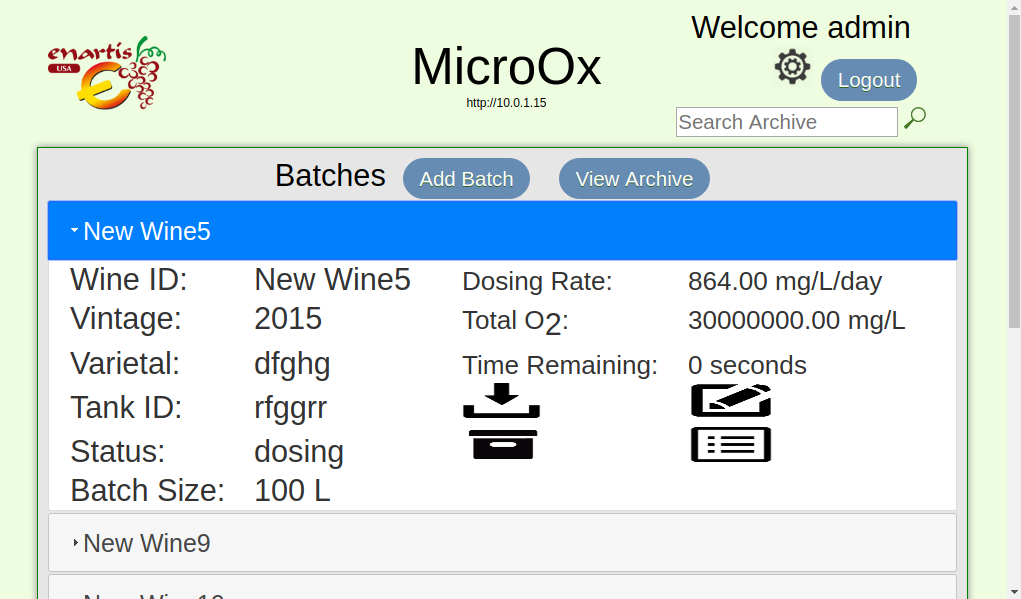 Welcome admin
enartis
USA
MicroOx
http://10.0.1.15
Logout
Search Archive
Batches Add Batch View Archive
New Wine5
Wine ID: New Wine5 Dosing Rate: 864.00 mg/L/day
Vintage: 2015 Total O2: 30000000.00 mg/L
Varietal: dfghg Time Remaining: 0 seconds
Tank ID: rfggrr
Status: dosing
Batch Size: 100 L
New Wine9